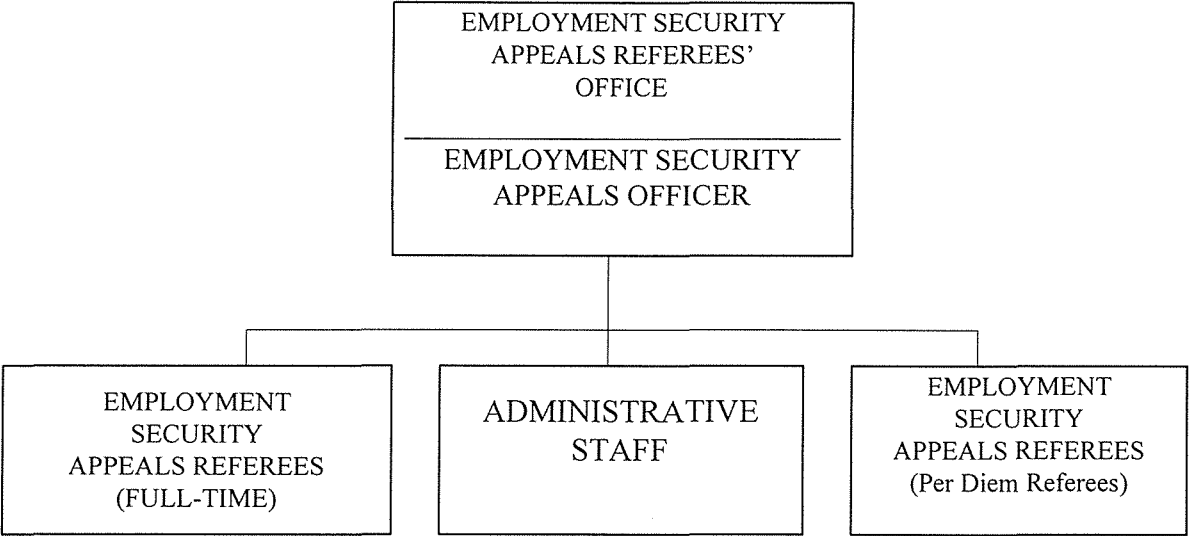 EMPLOYMENT SECURITY
APPEALS REFEREES’
OFFICE
EMPLOYMENT SECURITY
APPEALS OFFICER
EMPLOYMENT
SECURITY
APPEALS REFEREES
(FULL-TIME)
ADMINISTRATIVE
STAFF
EMPLOYMENT
SECURITY
APPEALS REFEREES
(Per Diem Referees)